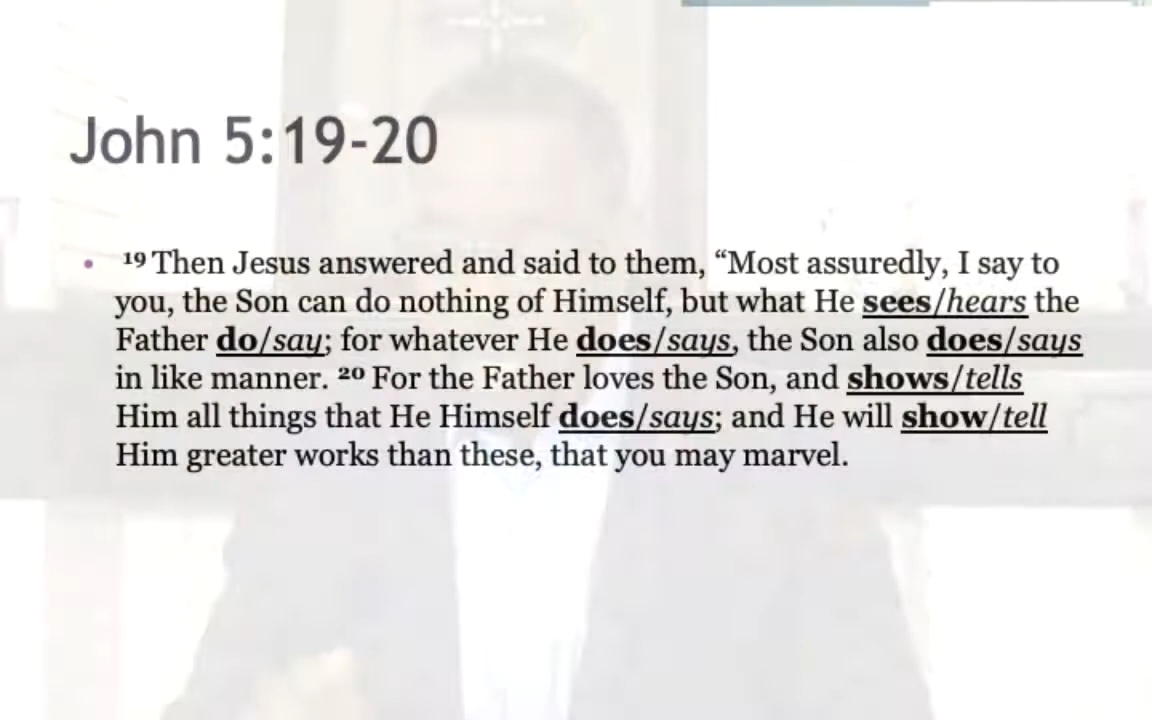 John 5:19-20
• 19 Then Jesus answered and said to them, “Most assuredly, I say to
you, the Son can do nothing of Himself, but what He sees/hears the
Father do/say; for whatever He does/says, the Son also does/says
in like manner. 20 For the Father loves the Son, and shows/tells
Him all things that He Himself does/says; and He will show/tell
Him greater works than these, that you may marvel.